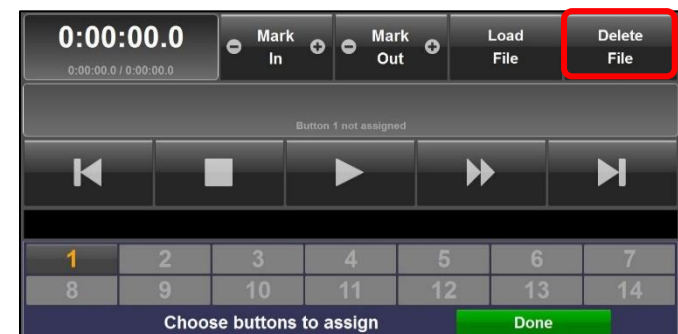 0:00:00.0
0:00:00.0 / 0:00:00.0
Mark In
Mark Out
Load File
Delete File
Button 1 not assigned
1 2 3 4 5 6 7
8 9 10 11 12 13 14
Choose buttons to assign
Done